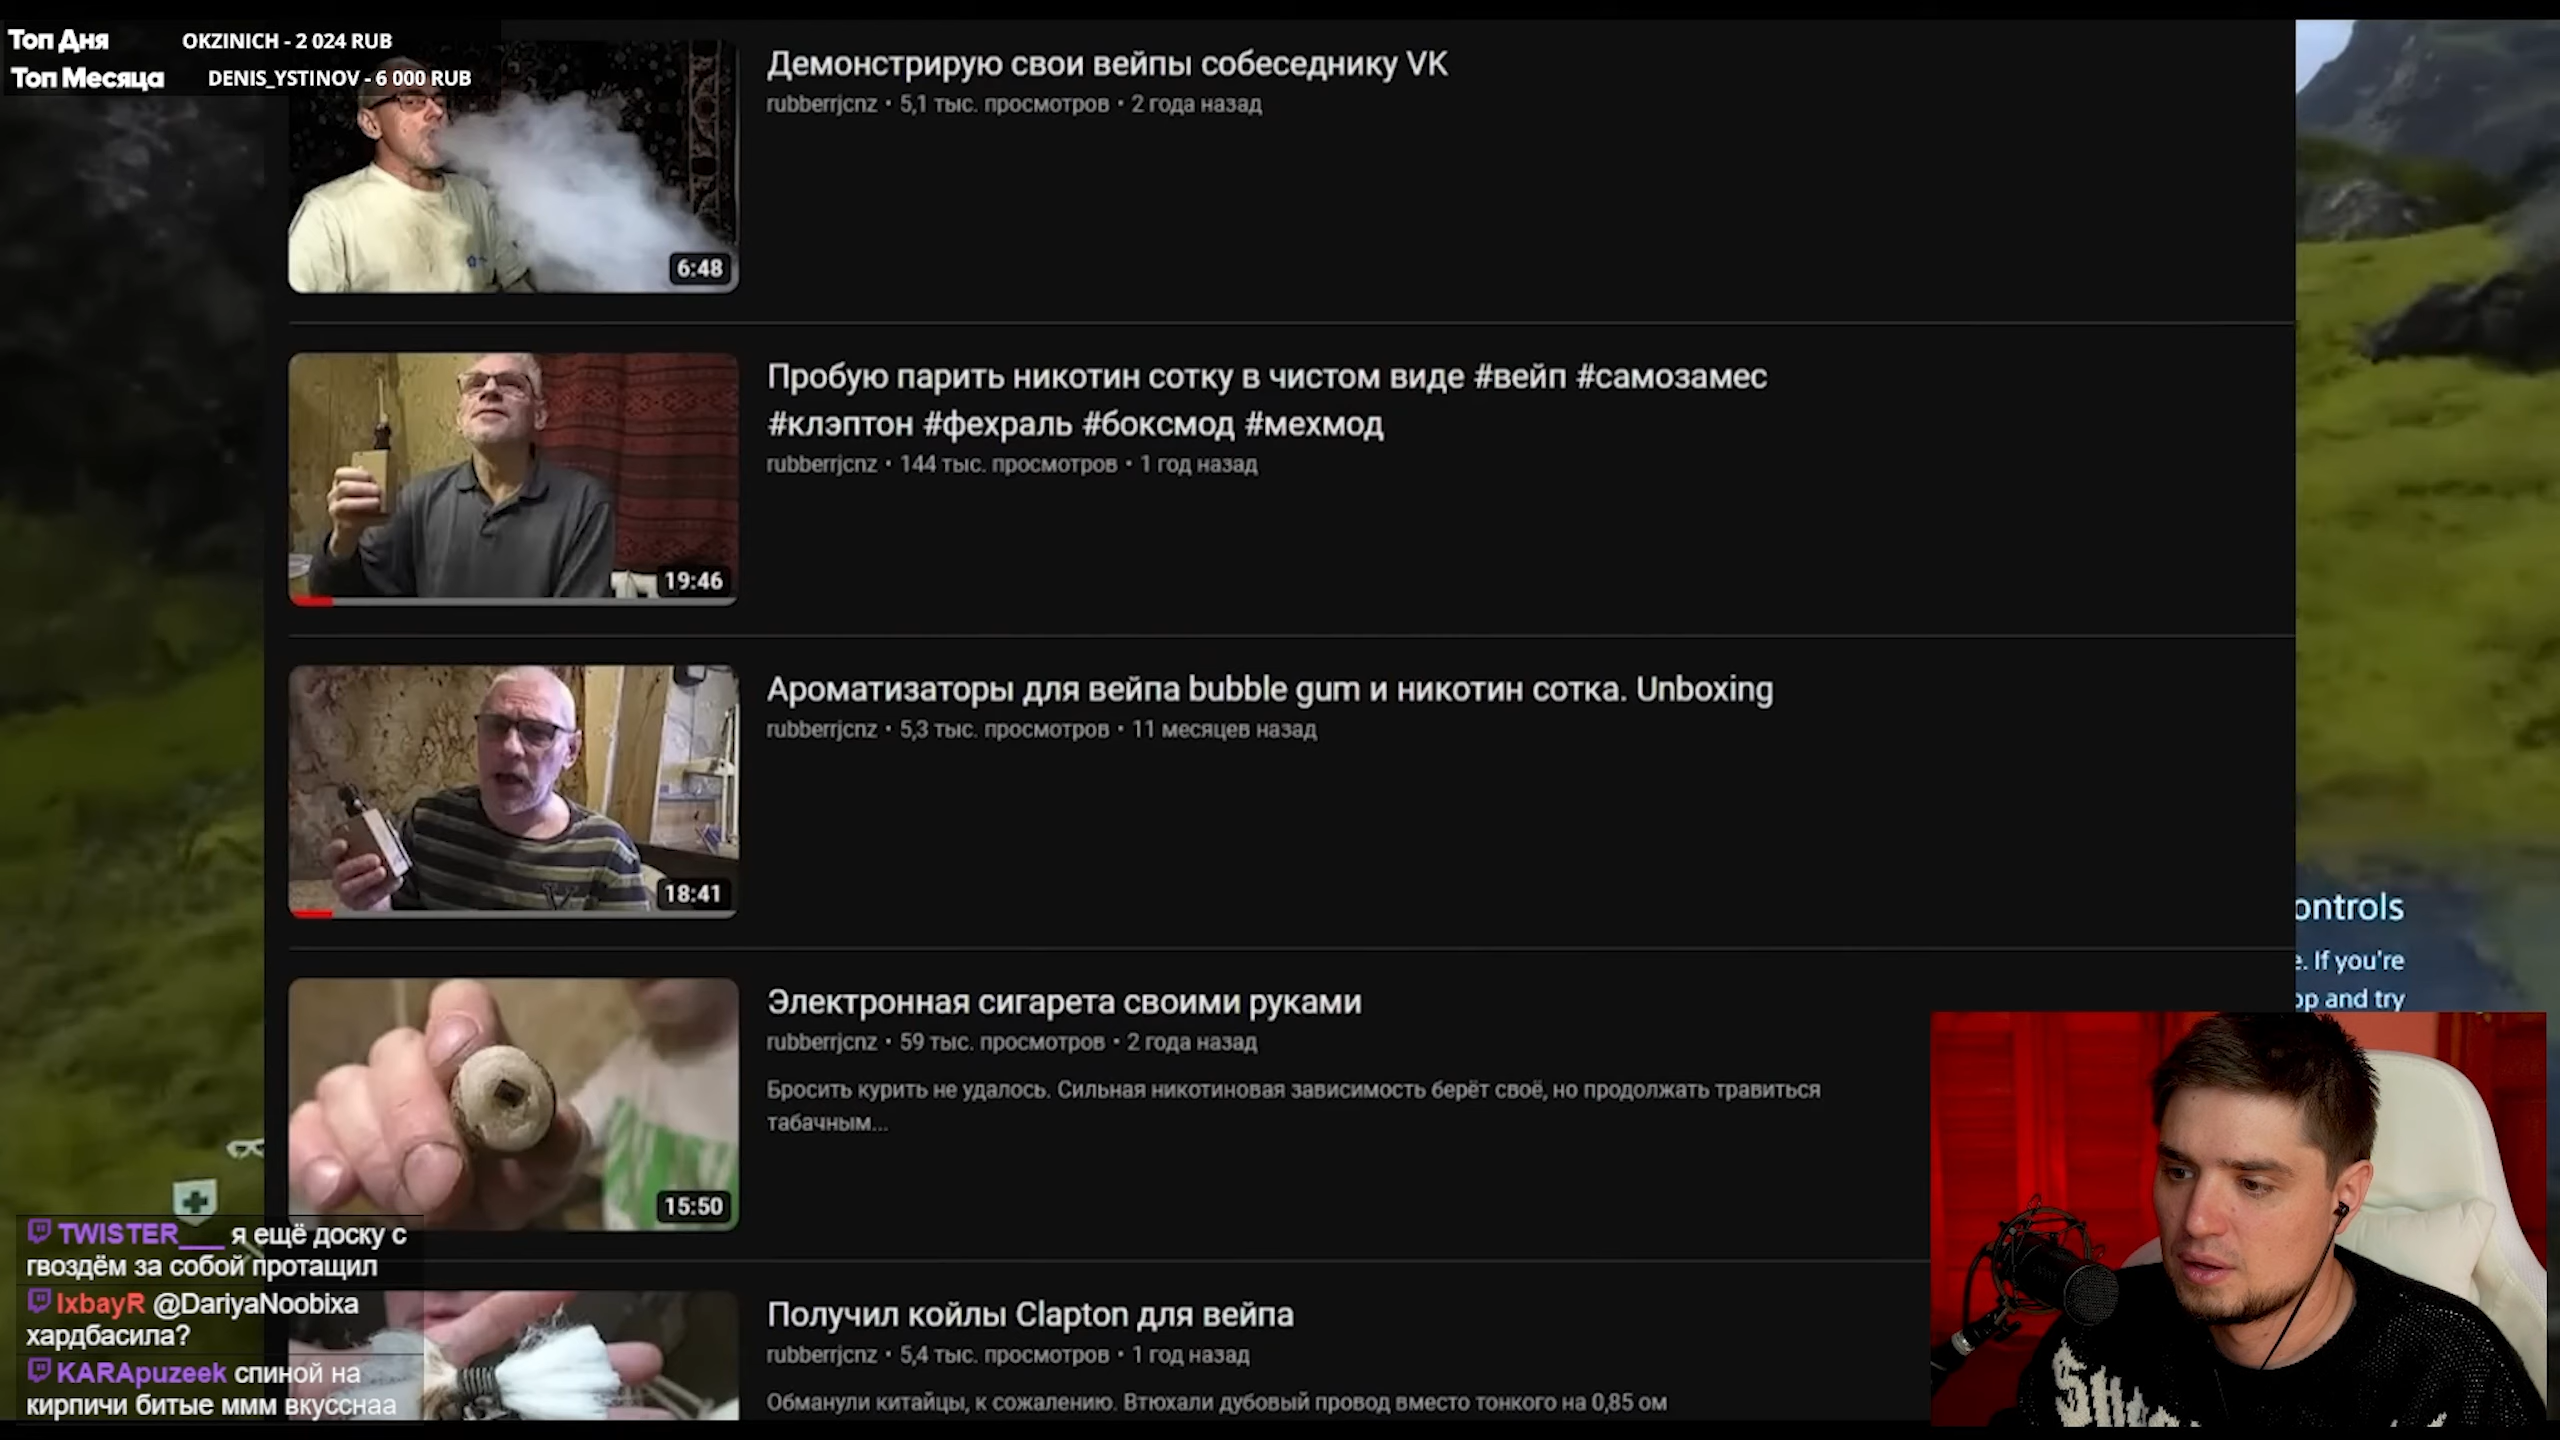 Топ Дня OKZINICH - 2 024 RUB
Топ Месяца DENIS_YSTINOV - 6 000 RUB
Демонстрирую свои вейпы собеседнику VK
rubberrjcnz • 5,1 тыс. просмотров • 2 года назад
6:48
Пробую парить никотин сотку в чистом виде #вейп #самозамес
#клэптон #фехраль #боксмод #мехмод
rubberrjcnz • 144 тыс. просмотров • 1 год назад
19:46
Ароматизаторы для вейпа bubble gum и никотин сотка. Unboxing
rubberrjcnz • 5,3 тыс. просмотров • 11 месяцев назад
18:41
ontrols
e. If you're
op and try
Электронная сигарета своими руками
rubberrjcnz • 59 тыс. просмотров • 2 года назад
Бросить курить не удалось. Сильная никотиновая зависимость берёт своё, но продолжать травиться
табачным...
15:50
Получил койлы Clapton для вейпа
rubberrjcnz • 5,4 тыс. просмотров • 1 год назад
Обманули китайцы, к сожалению. Втюхали дубовый провод вместо тонкого на 0,85 ом
TWISTER___ я ещё доску с
гвоздём за собой протащил
IxbayR @DariyaNoobixa
хардбасила?
KARApuzeek спиной на
кирпичи битые ммм вкусснаа